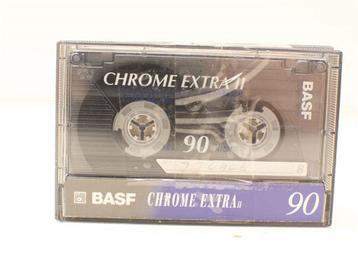 CHROME EXTRA II
BASF
90
B
BASF CHROME EXTRA II 90